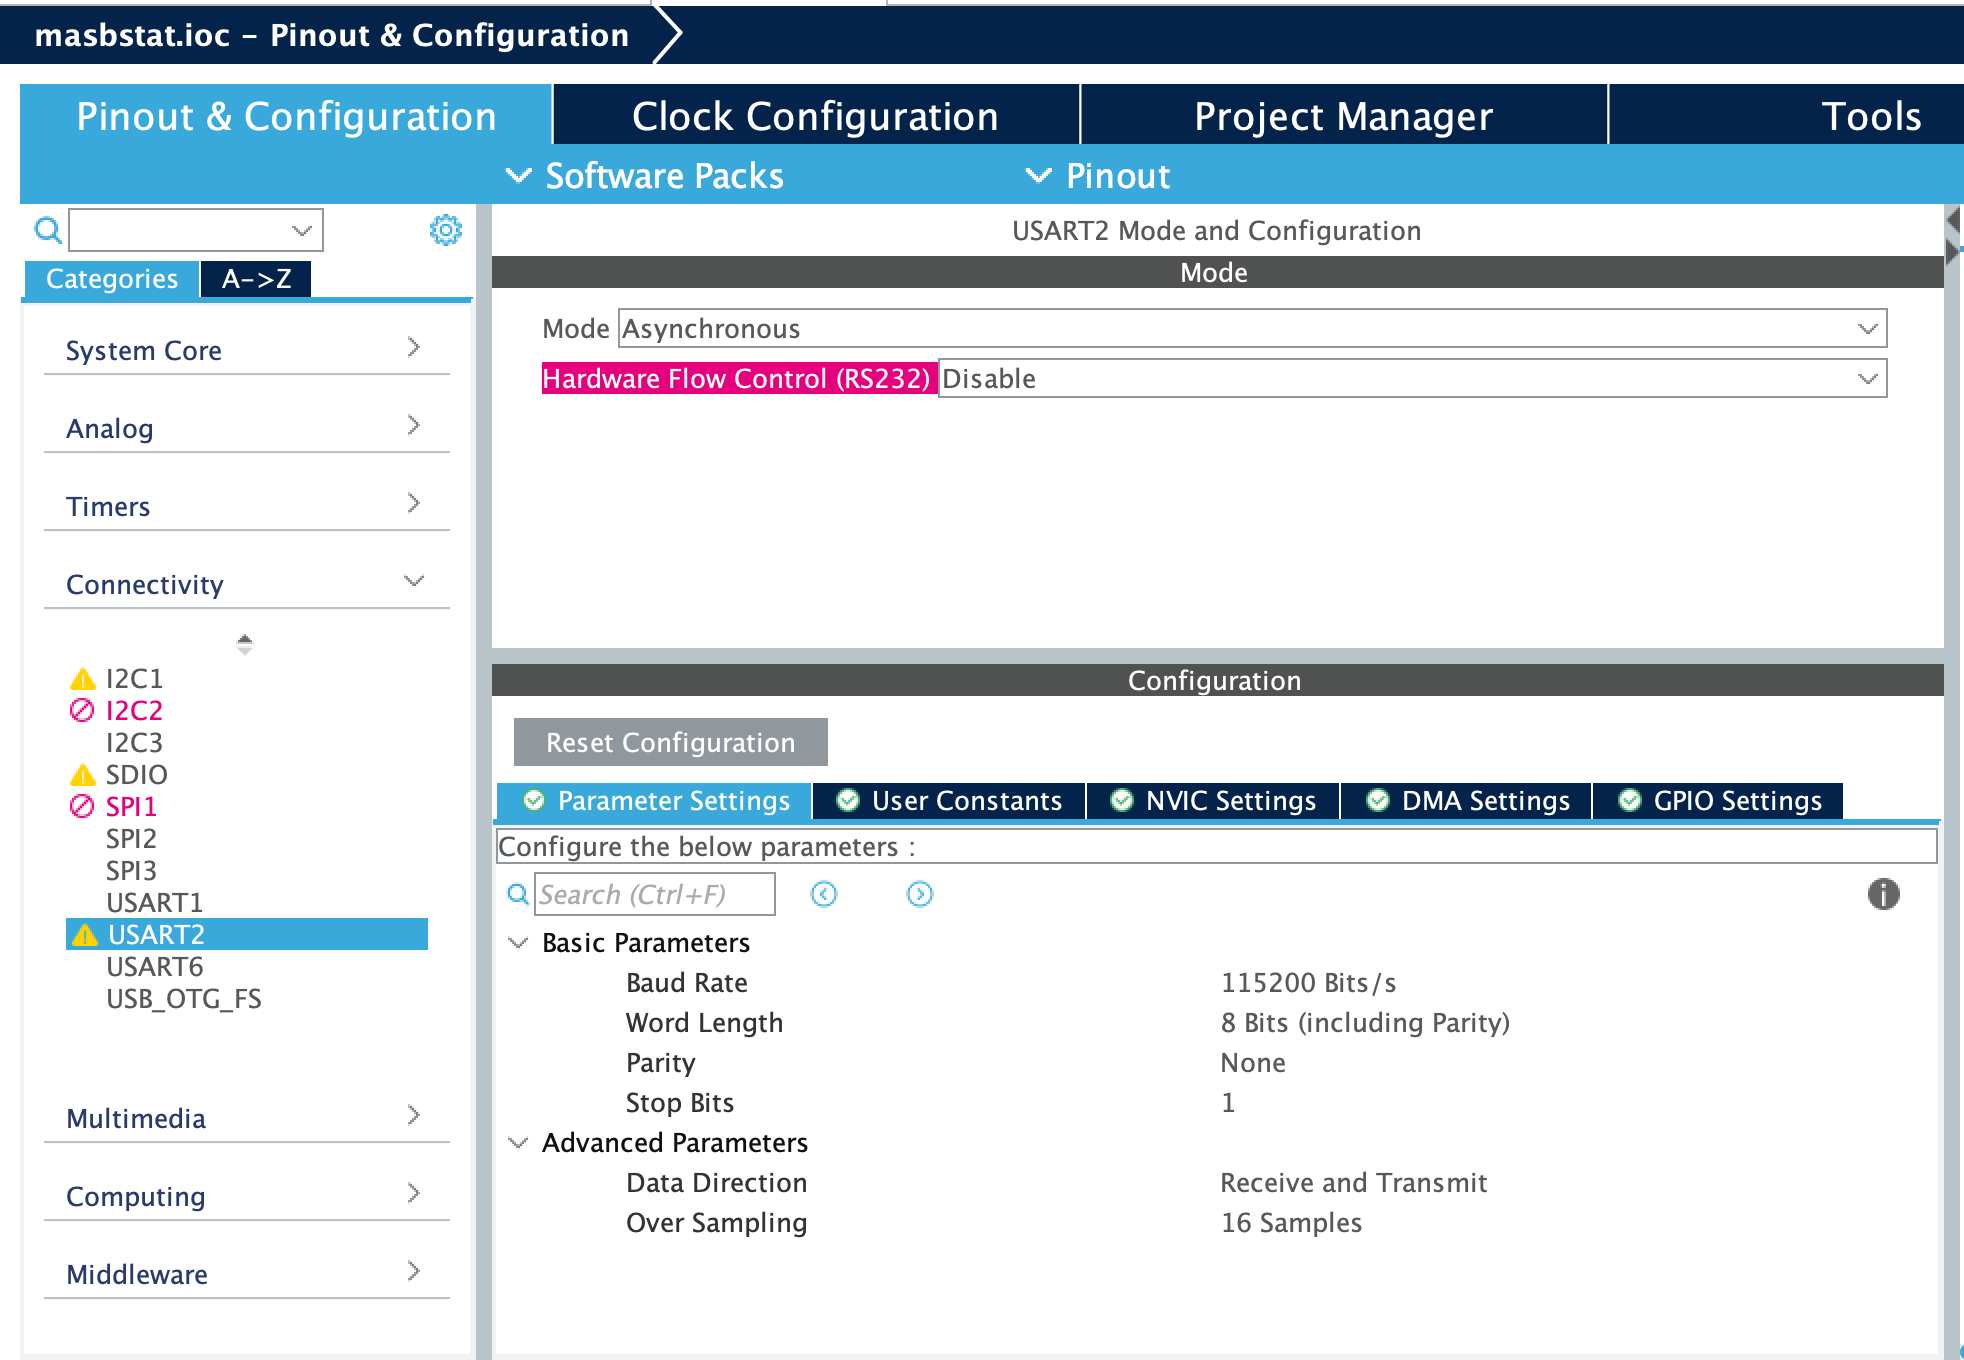 masbstat.ioc – Pinout & Configuration
Pinout & Configuration
Clock Configuration
Project Manager
Tools
Software Packs
Pinout
Categories
A->Z
System Core
Analog
Timers
Connectivity
I2C1
I2C2
I2C3
SDIO
SPI1
SPI2
SPI3
USART1
USART2
USART6
USB_OTG_FS
Multimedia
Computing
Middleware
USART2 Mode and Configuration
Mode
Mode Asynchronous
Hardware Flow Control (RS232) Disable
Configuration
Reset Configuration
Parameter Settings
User Constants
NVIC Settings
DMA Settings
GPIO Settings
Configure the below parameters :
Search (Ctrl+F)
Basic Parameters
Baud Rate 115200 Bits/s
Word Length 8 Bits (including Parity)
Parity None
Stop Bits 1
Advanced Parameters
Data Direction Receive and Transmit
Over Sampling 16 Samples